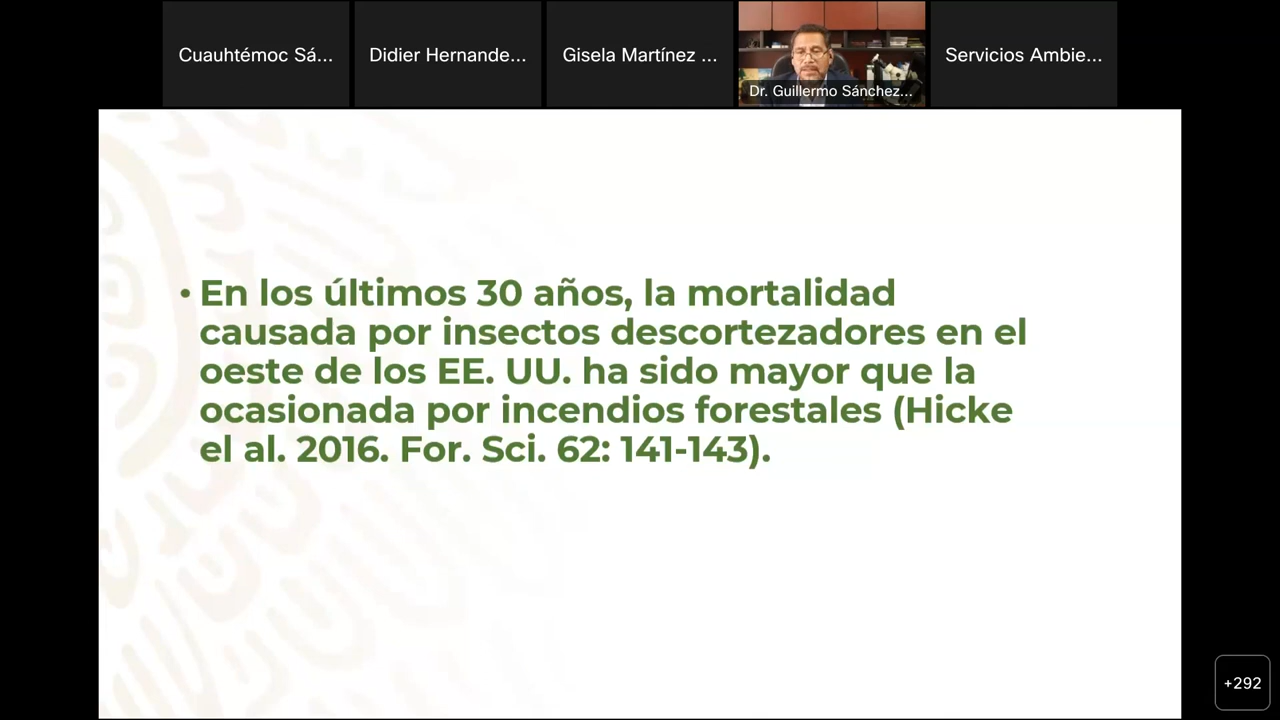 Cuauhtémoc Sá...
Didier Hernande...
Gisela Martínez ...
Dr. Guillermo Sánchez...
Servicios Ambie...
• En los últimos 30 años, la mortalidad
causada por insectos descortezadores en el
oeste de los EE. UU. ha sido mayor que la
ocasionada por incendios forestales (Hicke
el al. 2016. For. Sci. 62: 141-143).
+292